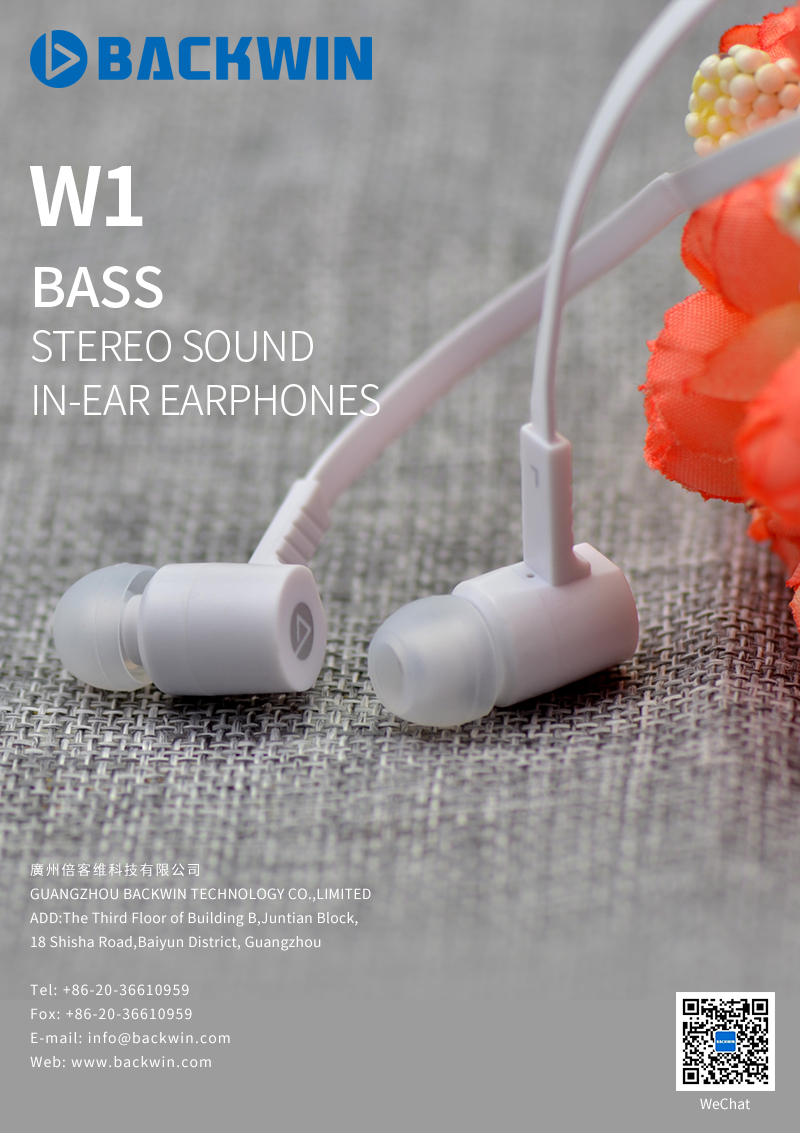 BACKWIN
W1
BASS
STEREO SOUND
IN-EAR EARPHONES
L
廣州倍客维科技有限公司
GUANGZHOU BACKWIN TECHNOLOGY CO.,LIMITED
ADD:The Third Floor of Building B,Juntian Block,
18 Shisha Road,Baiyun District, Guangzhou
Tel: +86-20-36610959
Fox: +86-20-36610959
E-mail: info@backwin.com
Web: www.backwin.com
BACKWIN
WeChat